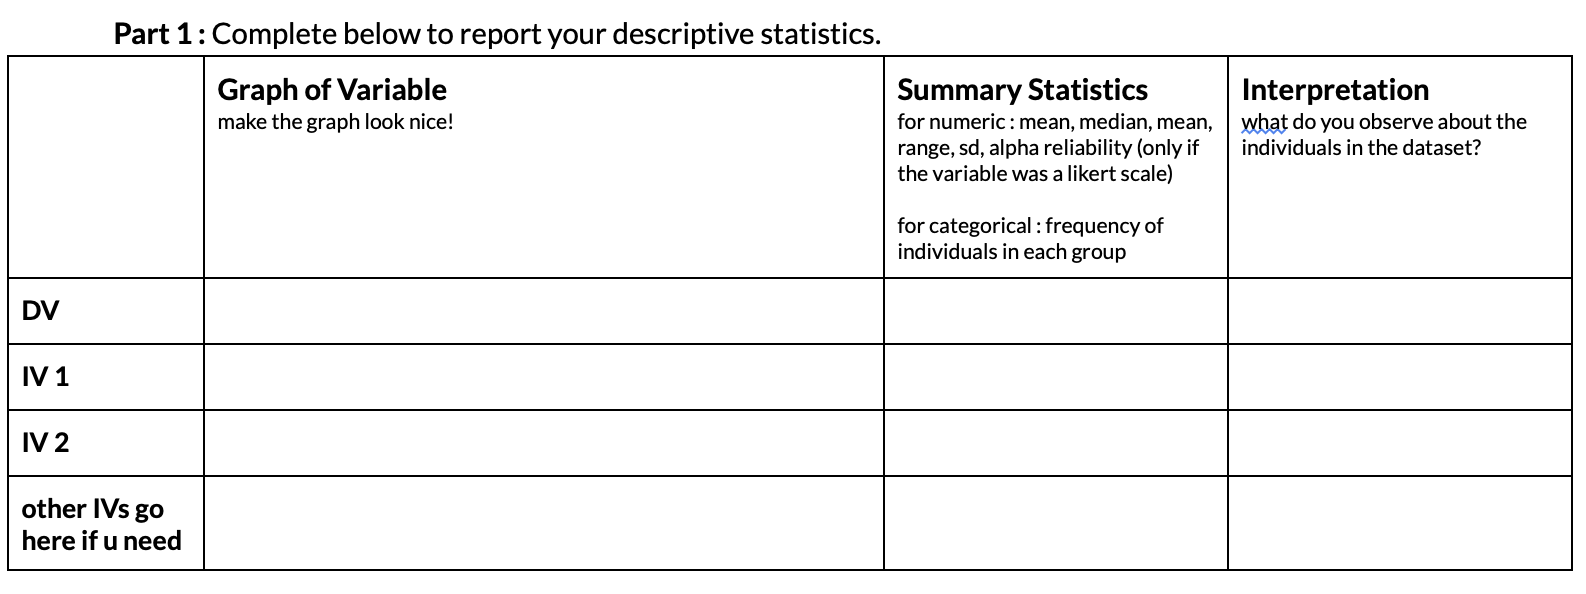 Part 1 : Complete below to report your descriptive statistics.
Graph of Variable
make the graph look nice!
Summary Statistics
for numeric : mean, median, mean,
range, sd, alpha reliability (only if
the variable was a likert scale)
for categorical : frequency of
individuals in each group
Interpretation
what do you observe about the
individuals in the dataset?
DV
IV 1
IV 2
other IVs go
here if u need